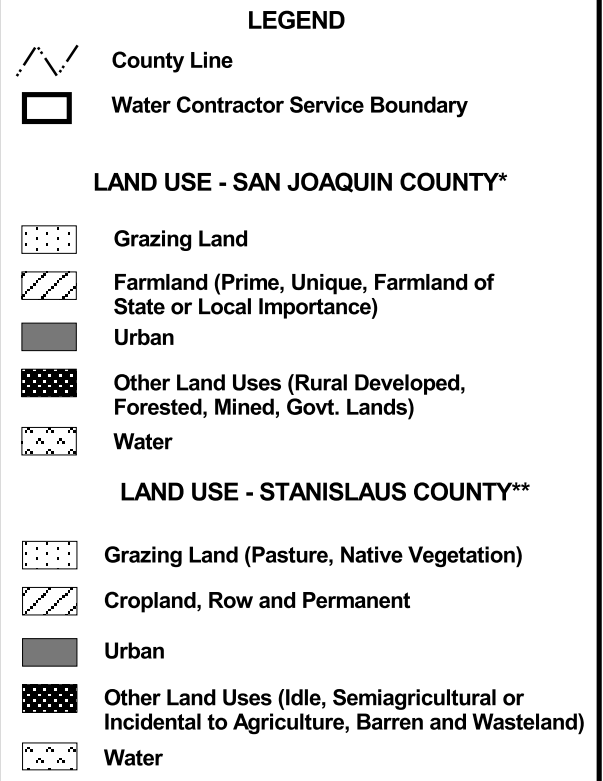 LEGEND
County Line
Water Contractor Service Boundary
LAND USE - SAN JOAQUIN COUNTY*
Grazing Land
Farmland (Prime, Unique, Farmland of
State or Local Importance)
Urban
Other Land Uses (Rural Developed,
Forested, Mined, Govt. Lands)
Water
LAND USE - STANISLAUS COUNTY**
Grazing Land (Pasture, Native Vegetation)
Cropland, Row and Permanent
Urban
Other Land Uses (Idle, Semiagricultural or
Incidental to Agriculture, Barren and Wasteland)
Water